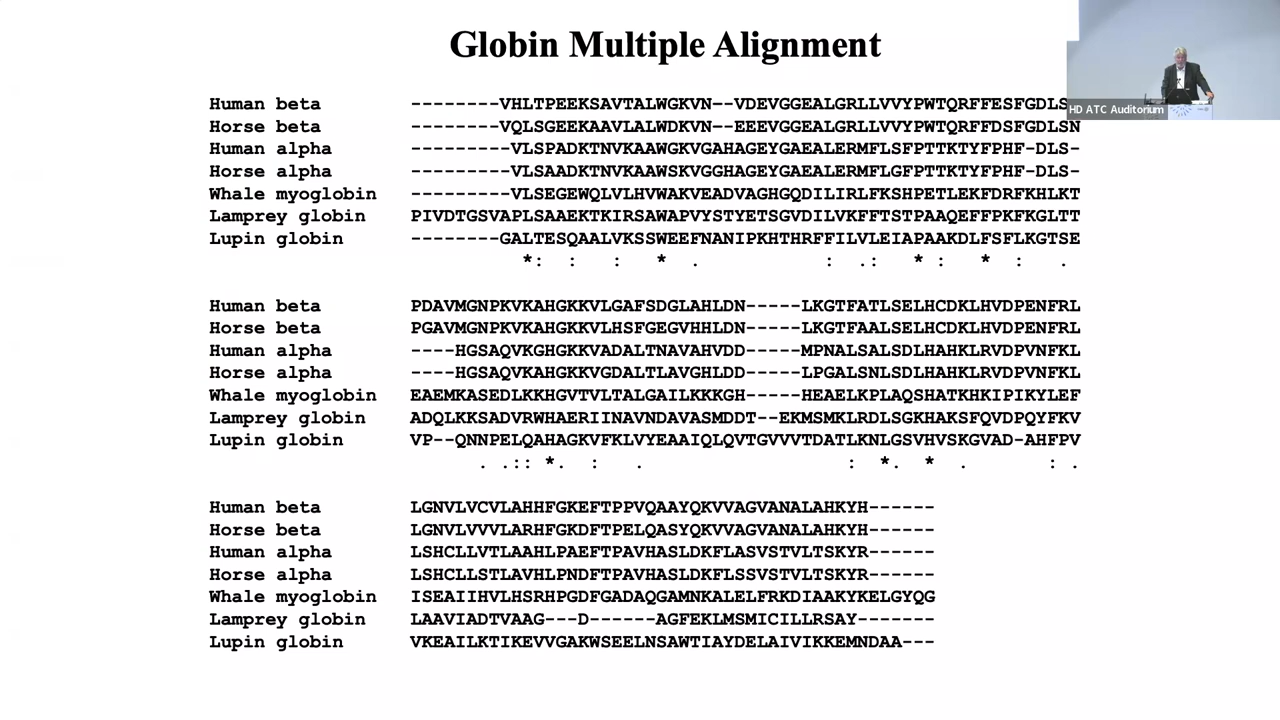 Globin Multiple Alignment
HD ATC Auditorium
Human beta --------VHLTPEEKSAVTALWGKVN--VDEVGGEALGRLLVVYPWTQRFFESFGDLS
Horse beta --------VQLSGEEKAAVLALWDKVN--EEEVGGEALGRLLVVYPWTQRFFDSFGDLSN
Human alpha ---------VLSPADKTNVKAAWGKVGAHAGEYGAEALERMFLSFPTTKTYFPHF-DLS-
Horse alpha ---------VLSAADKTNVKAAWSKVGGHAGEYGAEALERMFLGFPTTKTYFPHF-DLS-
Whale myoglobin ---------VLSEGEWQLVLHVWAKVEADVAGHGQDILIRLFKSHPETLEKFDRFKHLKT
Lamprey globin PIVDTGSVAPLSAAEKTKIRSAWAPVYSTYETSGVDILVKFFTSTPAAQEFFPKFKGLTT
Lupin globin --------GALTESQAALVKSSWEEFNANIPKHTHRFFILVLEIAPAAKDLFSFLKGTSE
*: : : * . : .: * : * : .
Human beta PDAVMGNPKVKAHGKKVLGAFSDGLAHLDN-----LKGTFATLSELHCDKLHVDPENFRL
Horse beta PGAVMGNPKVKAHGKKVLHSFGEGVHHLDN-----LKGTFAALSELHCDKLHVDPENFRL
Human alpha ----HGSAQVKGHGKKVADALTNAVAHVDD-----MPNALSALSDLHAHKLRVDPVNFKL
Horse alpha ----HGSAQVKAHGKKVGDALTLAVGHLDD-----LPGALSNLSDLHAHKLRVDPVNFKL
Whale myoglobin EAEMKASEDLKKHGVTVLTALGAILKKKGH-----HEAELKPLAQSHATKHKIPIKYLEF
Lamprey globin ADQLKKSADVRWHAERIINAVNDAVASMDDT--EKMSMKLRDLSGKHAKSFQVDPQYFKV
Lupin globin VP--QNNPELQAHAGKVFKLVYEAAIQLQVTGVVVTDATLKNLGSVHVSKGVAD-AHFPV
. .:: *. : . : *. * . : .
Human beta LGNVLVCVLAHHFGKEFTPPVQAAYQKVVAGVANALAHKYH------
Horse beta LGNVLVVVLARHFGKDFTPELQASYQKVVAGVANALAHKYH------
Human alpha LSHCLLVTLAAHLPAEFTPAVHASLDKFLASVSTVLTSKYR------
Horse alpha LSHCLLSTLAVHLPNDFTPAVHASLDKFLSSVSTVLTSKYR------
Whale myoglobin ISEAIIHVLHSRHPGDFGADAQGAMNKALELFRKDIAAKYKELGYQG
Lamprey globin LAAVIADTVAAG---D------AGFEKLMSMICILLRSAY-------
Lupin globin VKEAILKTIKEVVGAKWSEELNSAWTIAYDELAIVIKKEMNDAA---